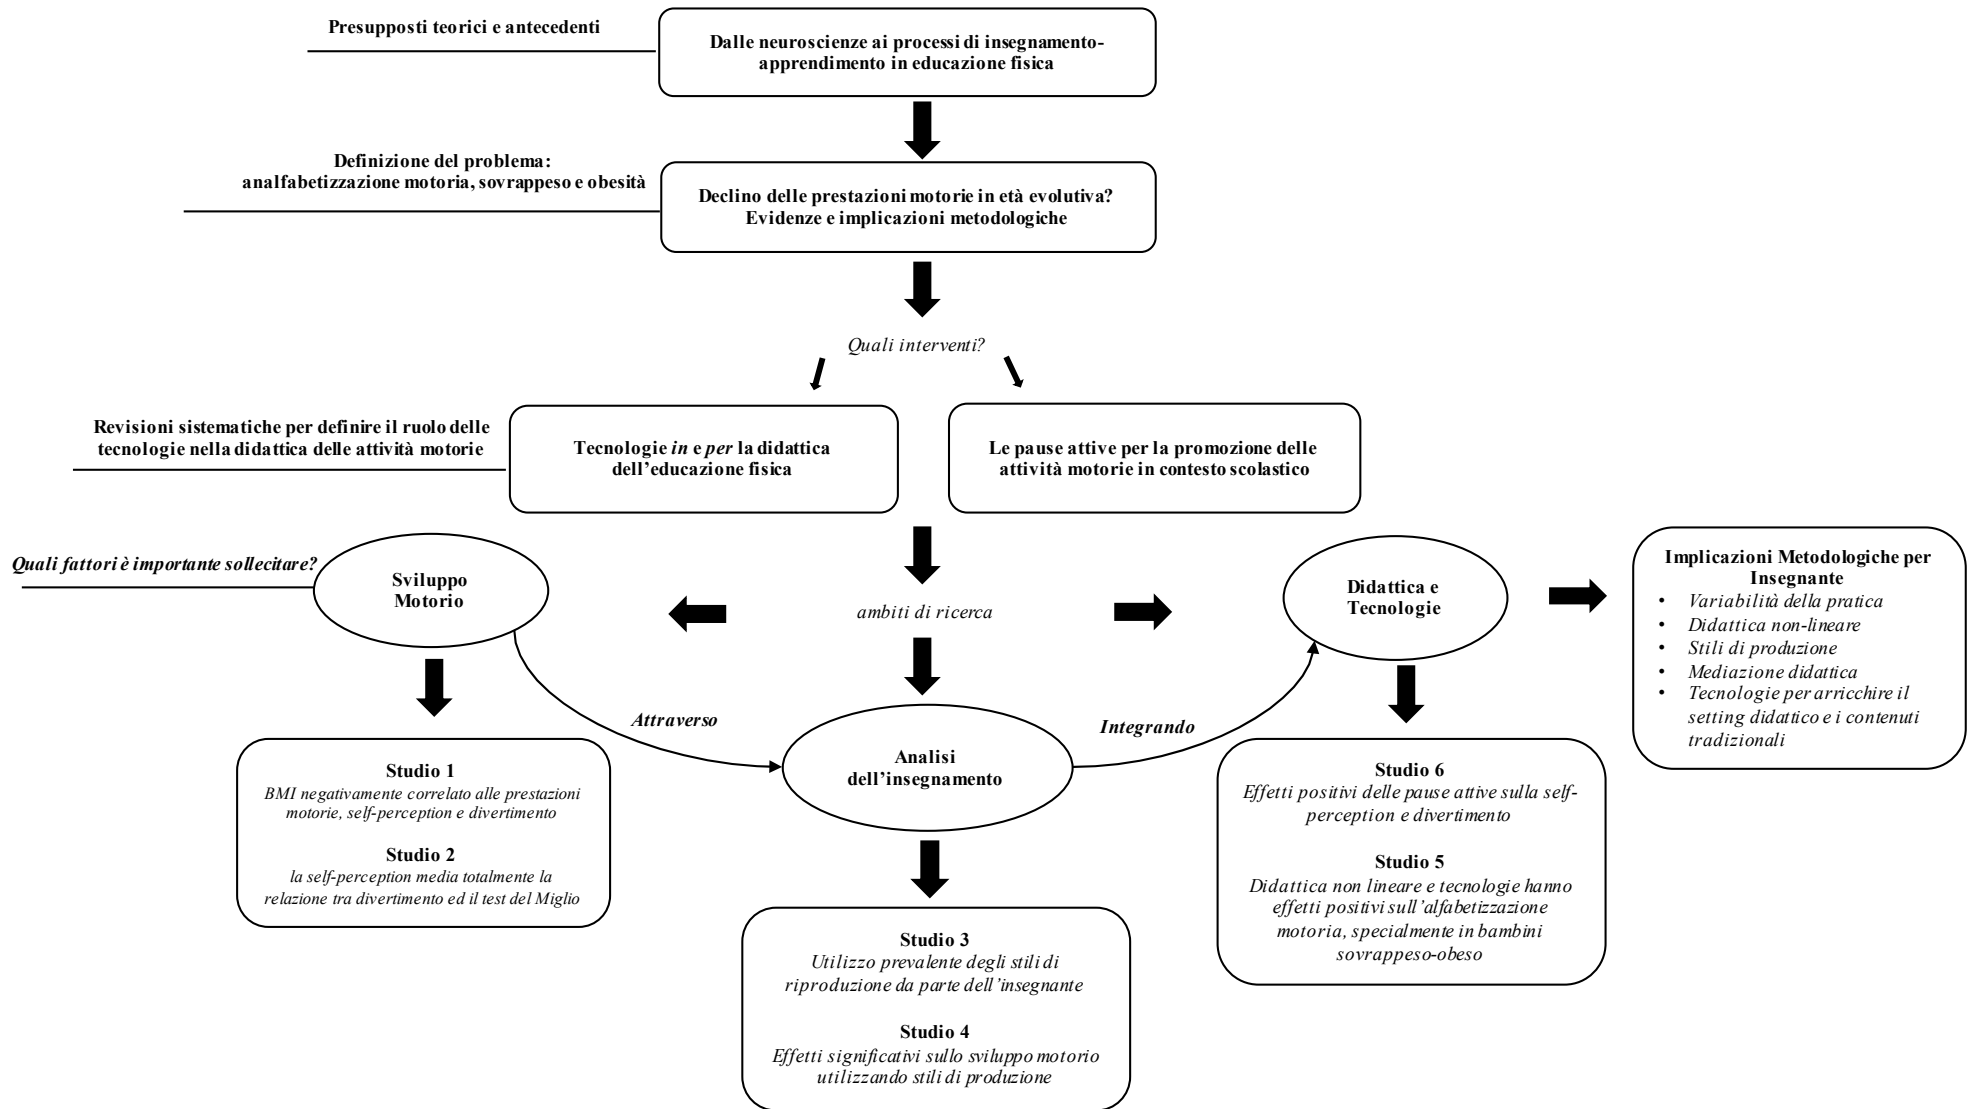 Presupposti teorici e antecedenti
Dalle neuroscienze ai processi di insegnamento-
apprendimento in educazione fisica
Definizione del problema:
analfabetizzazione motoria, sovrappeso e obesità
Declino delle prestazioni motorie in età evolutiva?
Evidenze e implicazioni metodologiche
Quali interventi?
Revisioni sistematiche per definire il ruolo delle
tecnologie nella didattica delle attività motorie
Tecnologie in e per la didattica
dell’educazione fisica
Le pause attive per la promozione delle
attività motorie in contesto scolastico
Quali fattori è importante sollecitare?
Sviluppo
Motorio
ambiti di ricerca
Didattica e
Tecnologie
Implicazioni Metodologiche per
Insegnante
• Variabilità della pratica
• Didattica non-lineare
• Stili di produzione
• Mediazione didattica
• Tecnologie per arricchire il
setting didattico e i contenuti
tradizionali
Attraverso
Integrando
Analisi
dell’insegnamento
Studio 1
BMI negativamente correlato alle prestazioni
motorie, self-perception e divertimento
Studio 2
la self-perception media totalmente la
relazione tra divertimento ed il test del Miglio
Studio 3
Utilizzo prevalente degli stili di
riproduzione da parte dell’insegnante
Studio 4
Effetti significativi sullo sviluppo motorio
utilizzando stili di produzione
Studio 6
Effetti positivi delle pause attive sulla self-
perception e divertimento
Studio 5
Didattica non lineare e tecnologie hanno
effetti positivi sull’alfabetizzazione
motoria, specialmente in bambini
sovrappeso-obeso